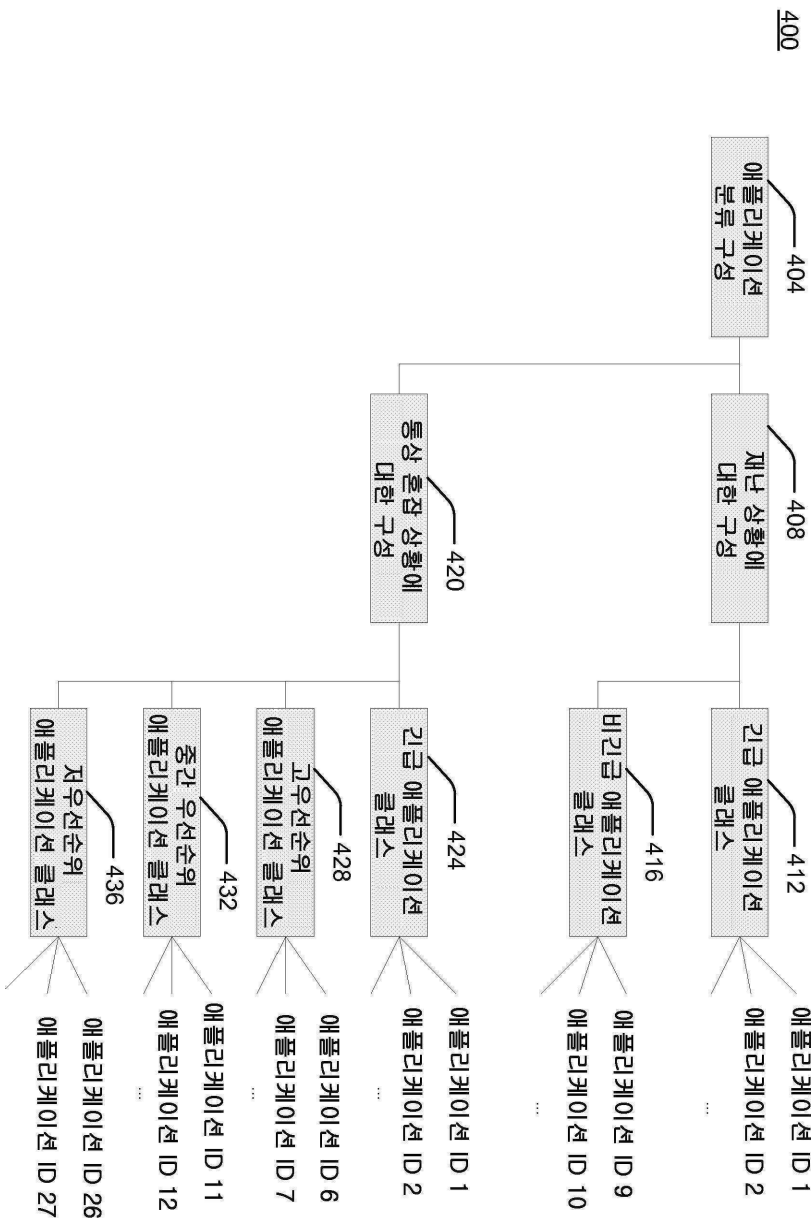 400
404
애플리케이션
분류 구성
408
재난 상황에
대한 구성
412
긴급 애플리케이션
클래스
애플리케이션 ID 1
애플리케이션 ID 2
...
416
비긴급 애플리케이션
클래스
애플리케이션 ID 9
애플리케이션 ID 10
...
420
통상 혼잡 상황에
대한 구성
424
긴급 애플리케이션
클래스
애플리케이션 ID 1
애플리케이션 ID 2
...
428
고우선순위
애플리케이션 클래스
애플리케이션 ID 6
애플리케이션 ID 7
...
432
중간 우선순위
애플리케이션 클래스
애플리케이션 ID 11
애플리케이션 ID 12
...
436
저우선순위
애플리케이션 클래스
애플리케이션 ID 26
애플리케이션 ID 27